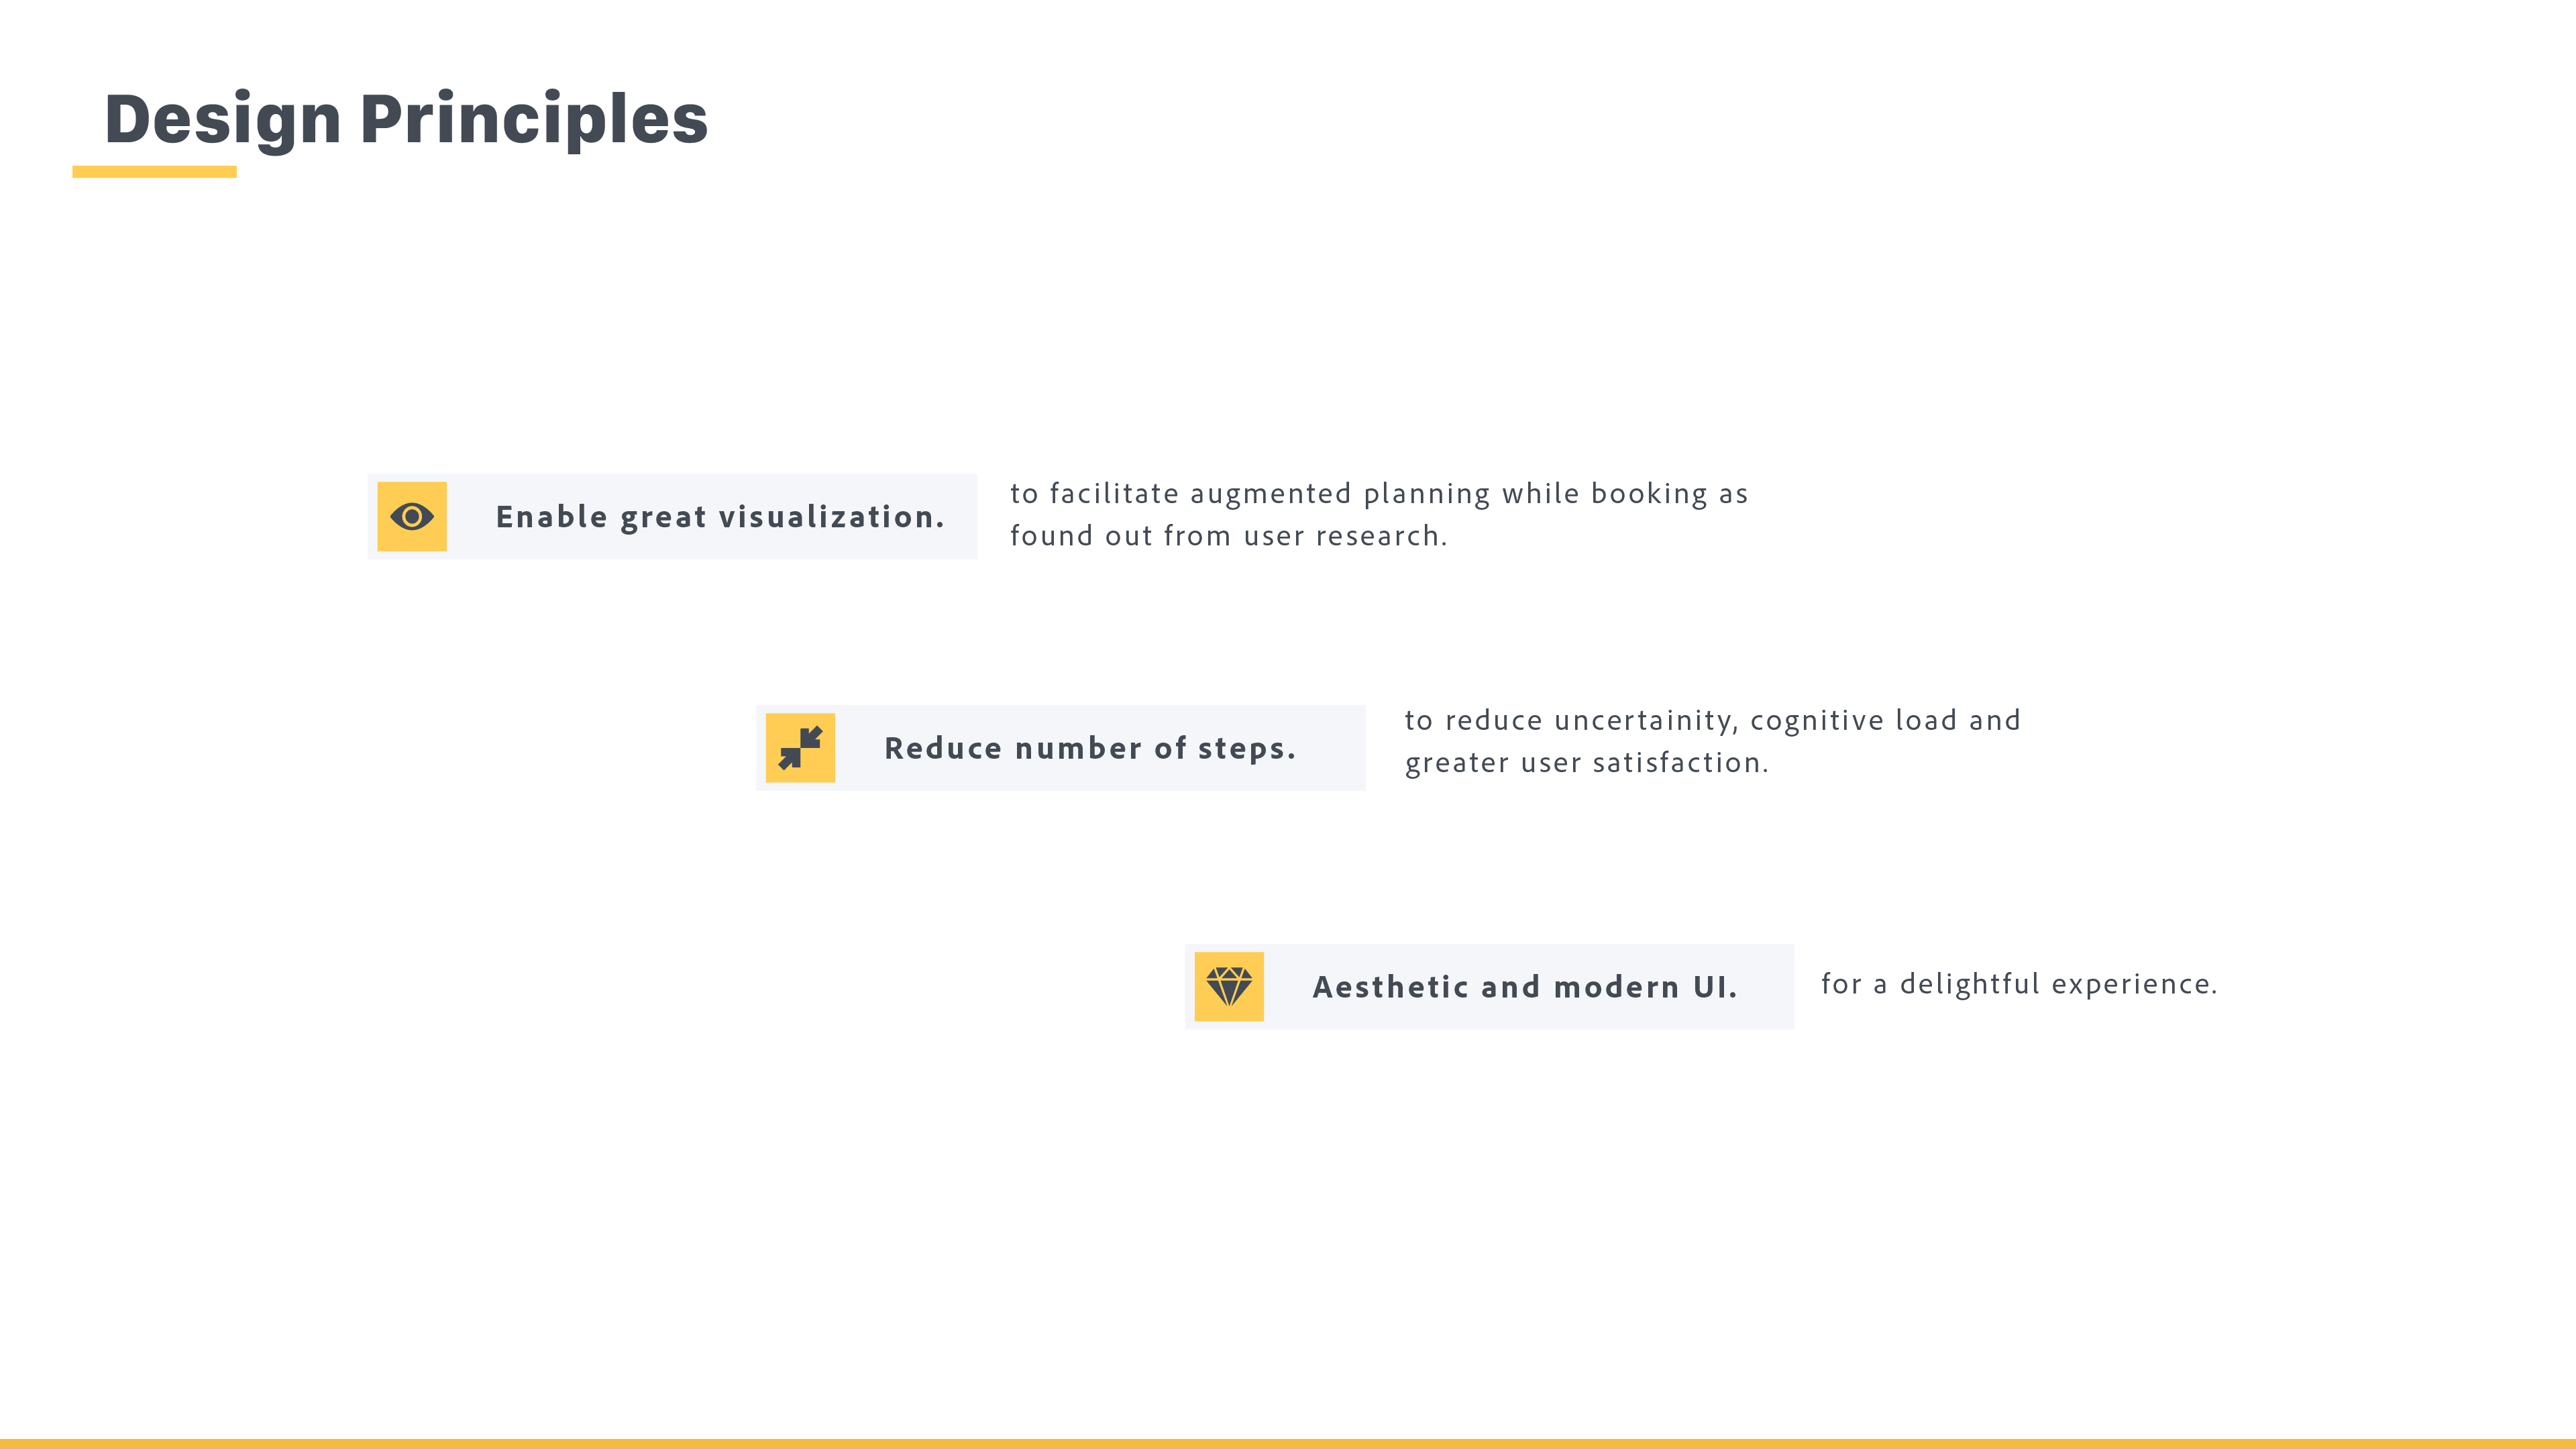 Design Principles
Enable great visualization.
to facilitate augmented planning while booking as
found out from user research.
Reduce number of steps.
to reduce uncertainity, cognitive load and
greater user satisfaction.
Aesthetic and modern UI.
for a delightful experience.